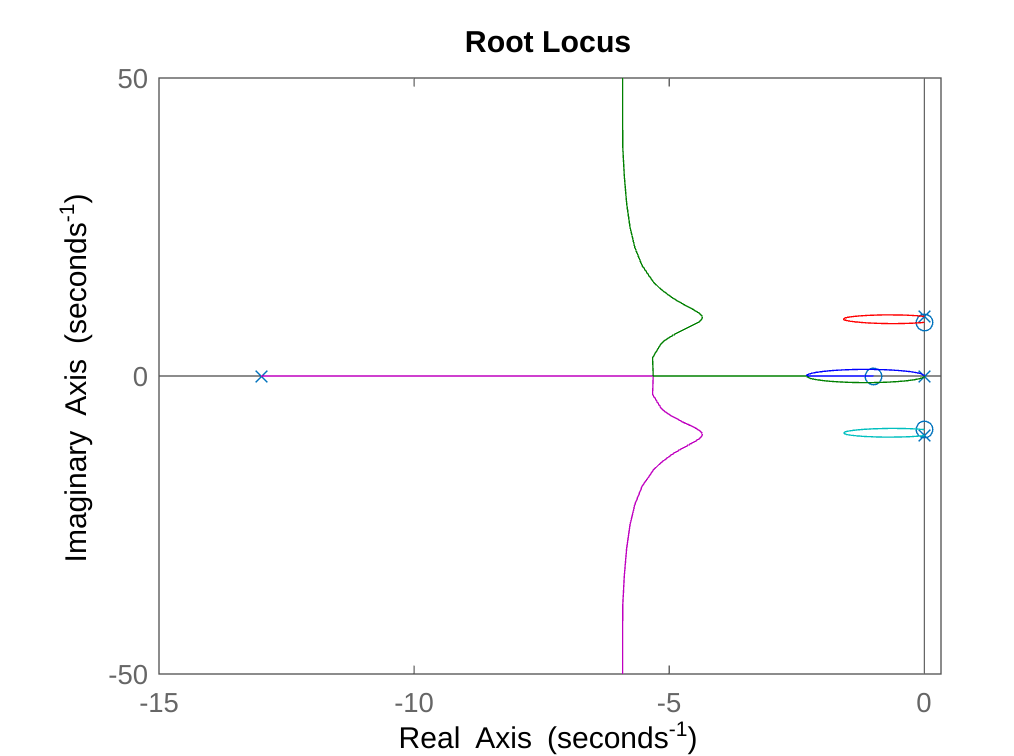 Root Locus
50
0
-50
-15 -10 -5 0
Imaginary Axis (seconds⁻¹)
Real Axis (seconds⁻¹)